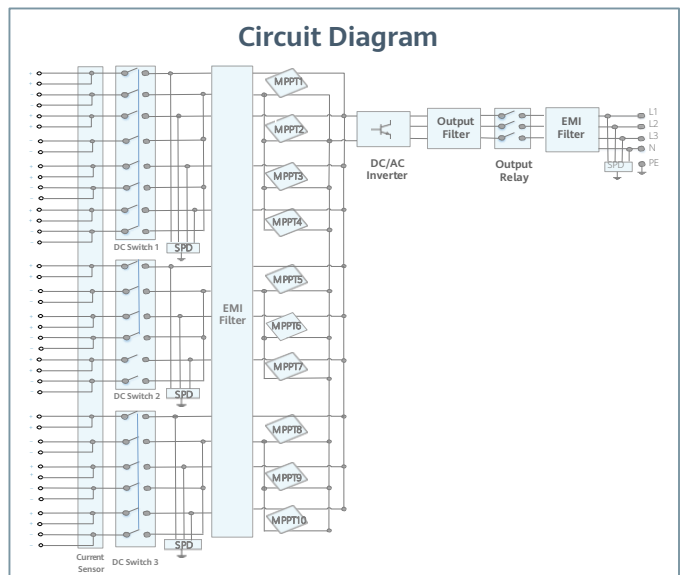 Circuit Diagram
MPPT1
MPPT2
MPPT3
MPPT4
DC Switch 1
SPD
MPPT5
MPPT6
MPPT7
EMI
Filter
DC Switch 2
SPD
MPPT8
MPPT9
MPPT10
SPD
Current
Sensor
DC Switch 3
DC/AC
Inverter
Output
Filter
Output
Relay
EMI
Filter
L1
L2
L3
N
PE
SPD